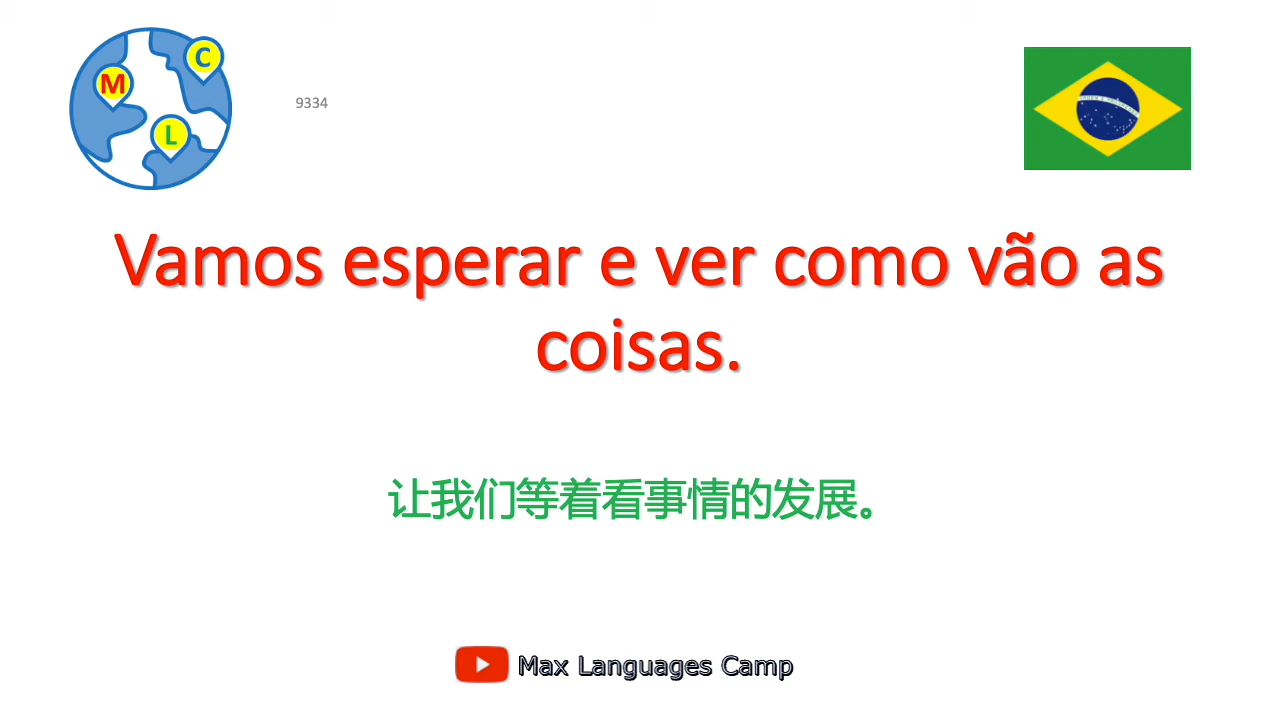 C
M
L
9334
Vamos esperar e ver como vão as
coisas.
让我们等着看事情的发展。
Max Languages Camp